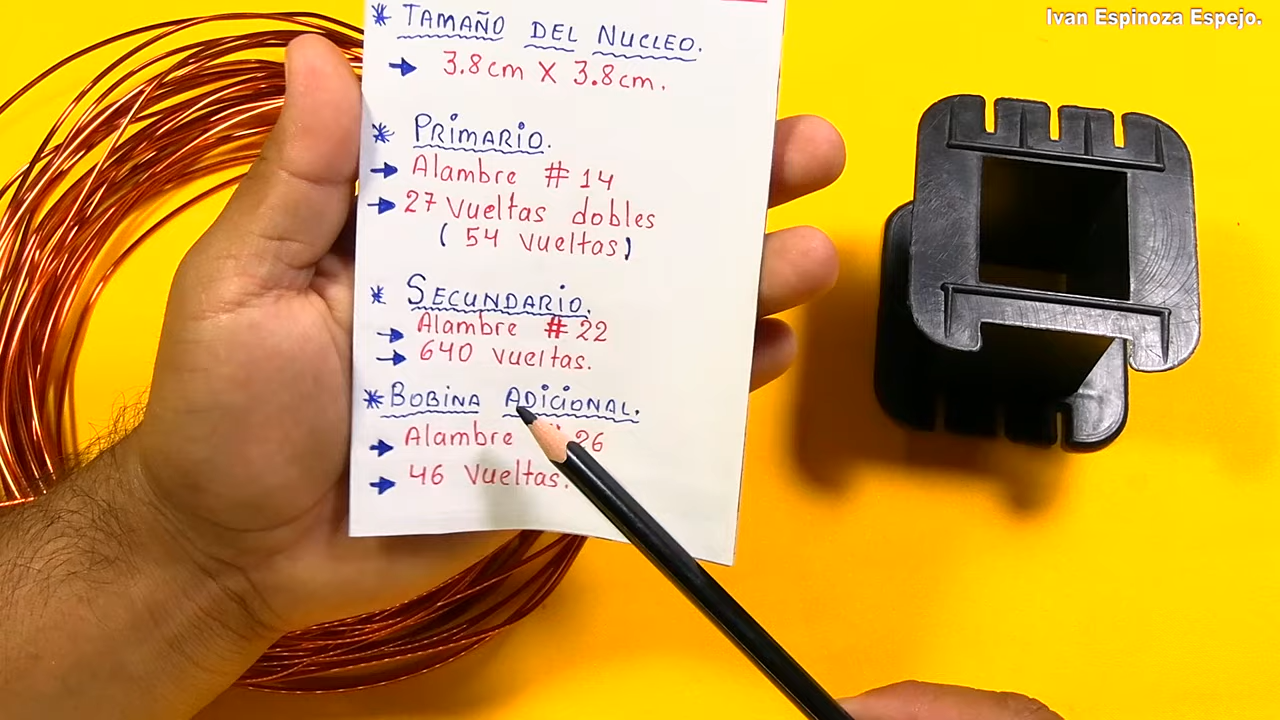 Ivan Espinoza Espejo.
* TAMAÑO DEL NUCLEO.
→ 3.8cm X 3.8cm.
* PRIMARIO.
→ Alambre # 14
→ 27 Vueltas dobles
( 54 vueltas)
* SECUNDARIO.
→ Alambre # 22
→ 640 vueltas.
* BOBINA ADICIONAL.
→ Alambre # 26
→ 46 Vueltas.